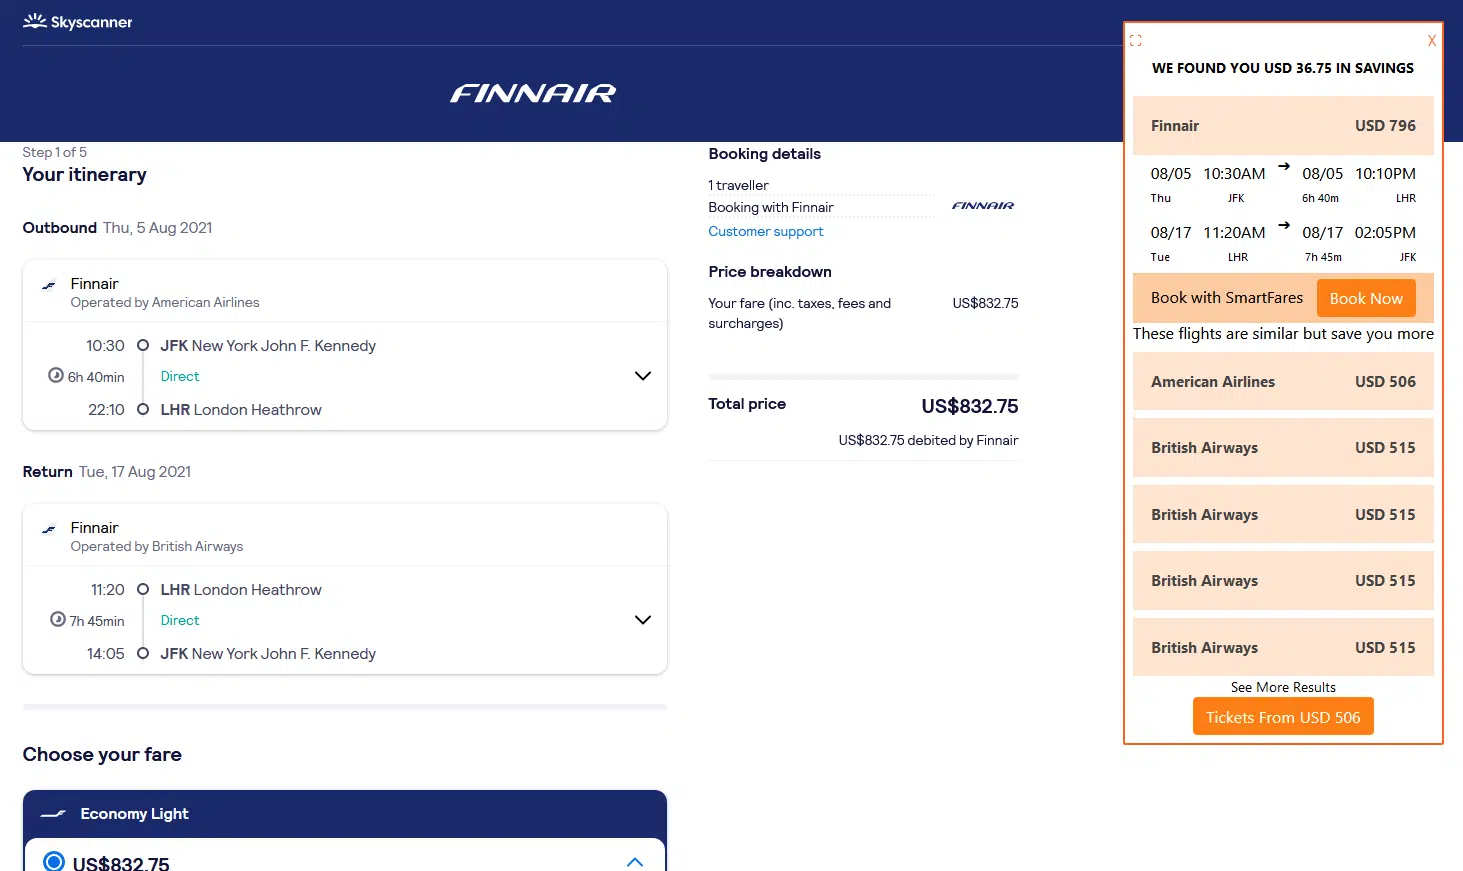 Skyscanner
FINNAIR
Step 1 of 5
Your itinerary
Outbound Thu, 5 Aug 2021
Finnair
Operated by American Airlines
10:30 JFK New York John F. Kennedy
6h 40min Direct
22:10 LHR London Heathrow
Return Tue, 17 Aug 2021
Finnair
Operated by British Airways
11:20 LHR London Heathrow
7h 45min Direct
14:05 JFK New York John F. Kennedy
Choose your fare
Economy Light
US$832.75
Booking details
1 traveller
Booking with Finnair
FINNAIR
Customer support
Price breakdown
Your fare (inc. taxes, fees and US$832.75
surcharges)
Total price US$832.75
US$832.75 debited by Finnair
X
WE FOUND YOU USD 36.75 IN SAVINGS
Finnair USD 796
08/05 10:30AM → 08/05 10:10PM
Thu JFK 6h 40m LHR
08/17 11:20AM → 08/17 02:05PM
Tue LHR 7h 45m JFK
Book with SmartFares Book Now
These flights are similar but save you more
American Airlines USD 506
British Airways USD 515
British Airways USD 515
British Airways USD 515
British Airways USD 515
See More Results
Tickets From USD 506